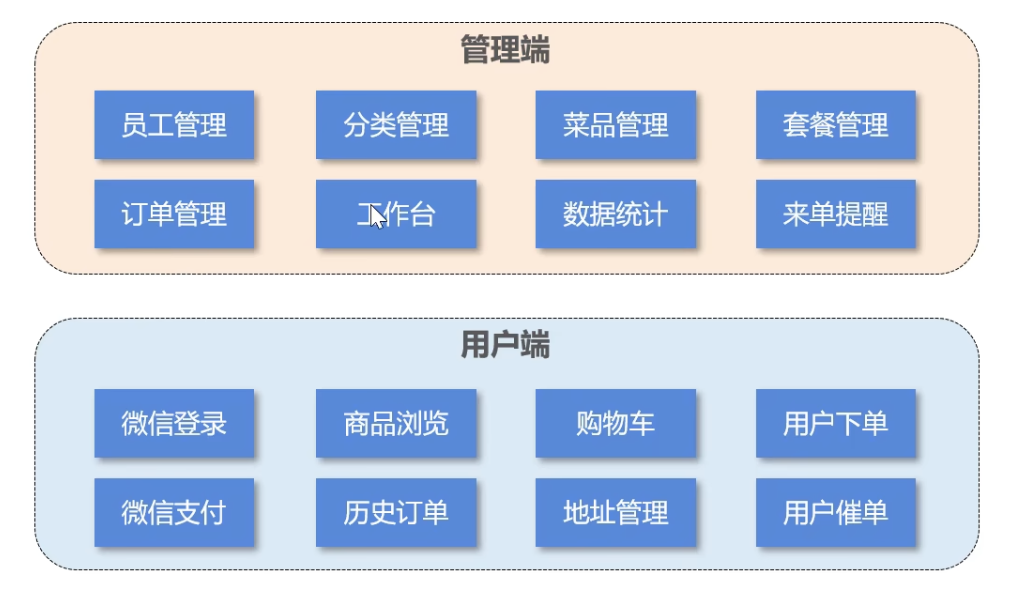 管理端
员工管理 分类管理 菜品管理 套餐管理
订单管理 工作台 数据统计 来单提醒
用户端
微信登录 商品浏览 购物车 用户下单
微信支付 历史订单 地址管理 用户催单